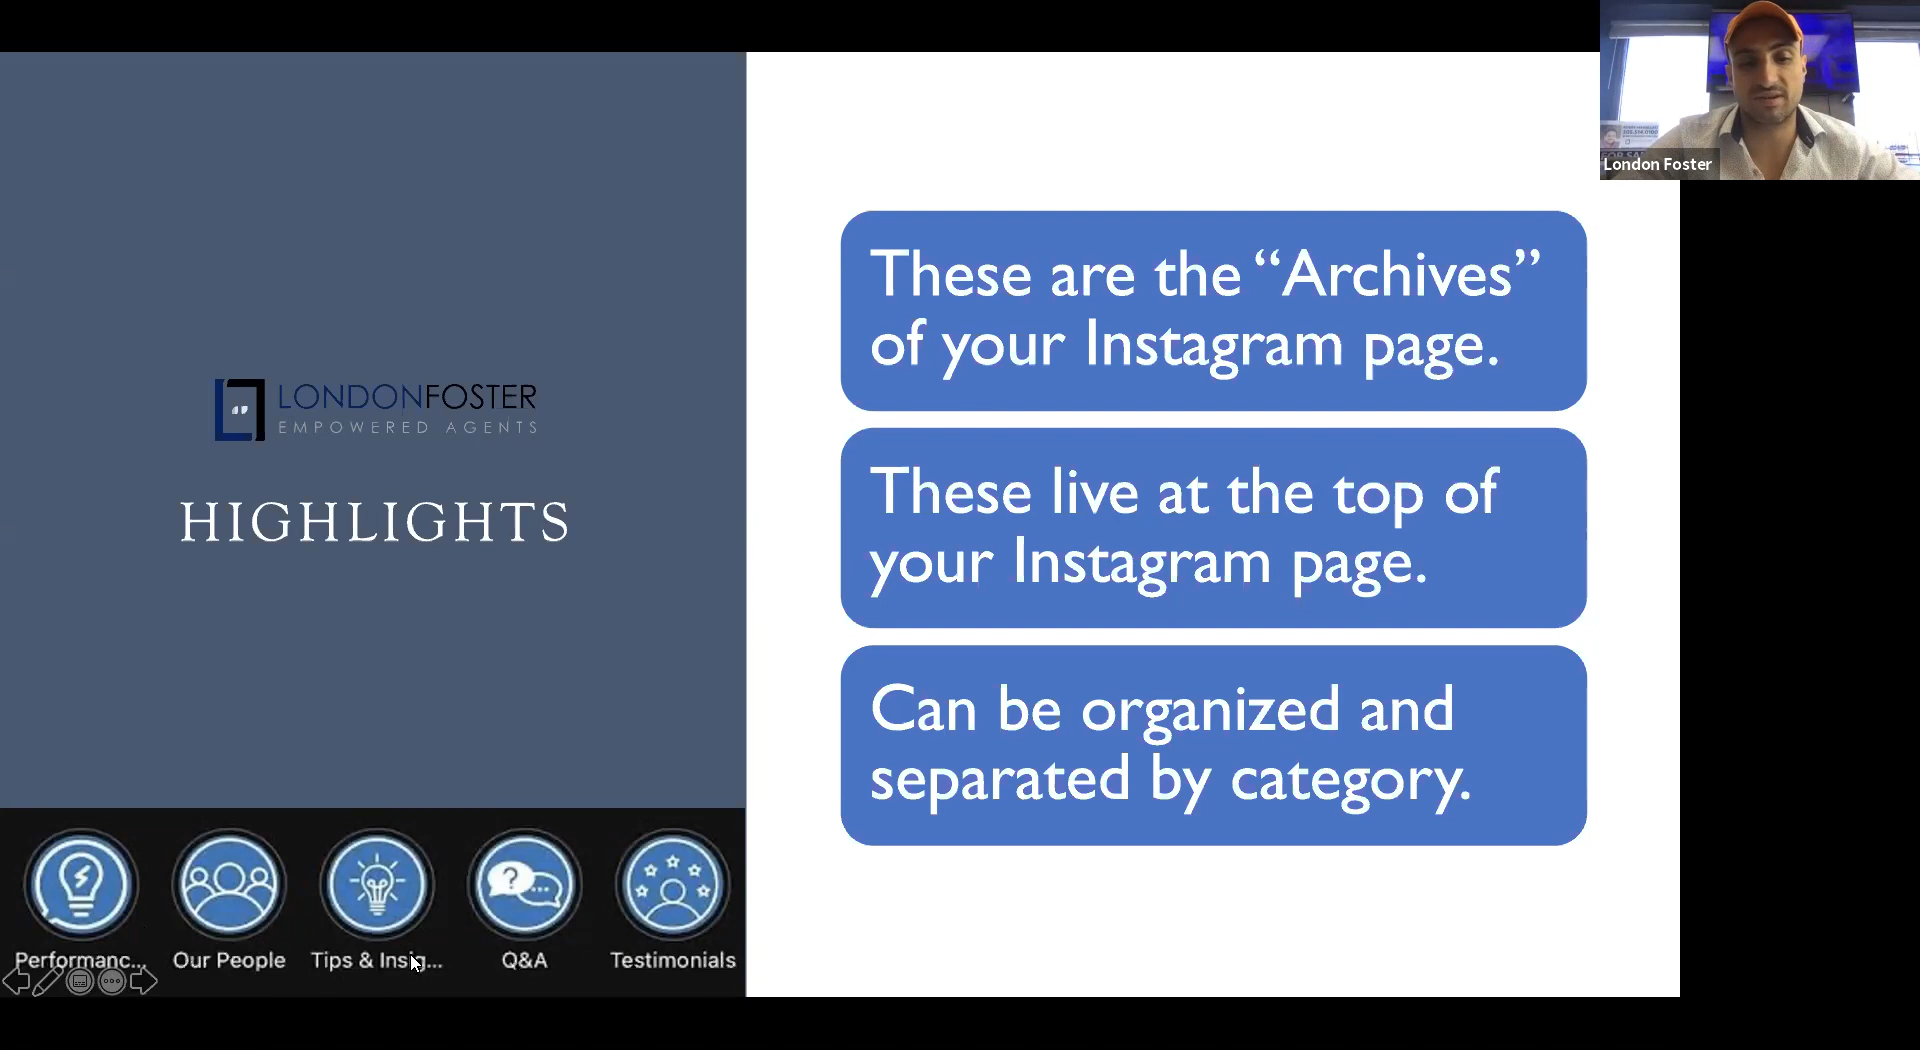 LONDONFOSTER
EMPOWERED AGENTS
HIGHLIGHTS
Performanc...
Our People
Tips & Insig...
Q&A
Testimonials
These are the “Archives”
of your Instagram page.
These live at the top of
your Instagram page.
Can be organized and
separated by category.
London Foster